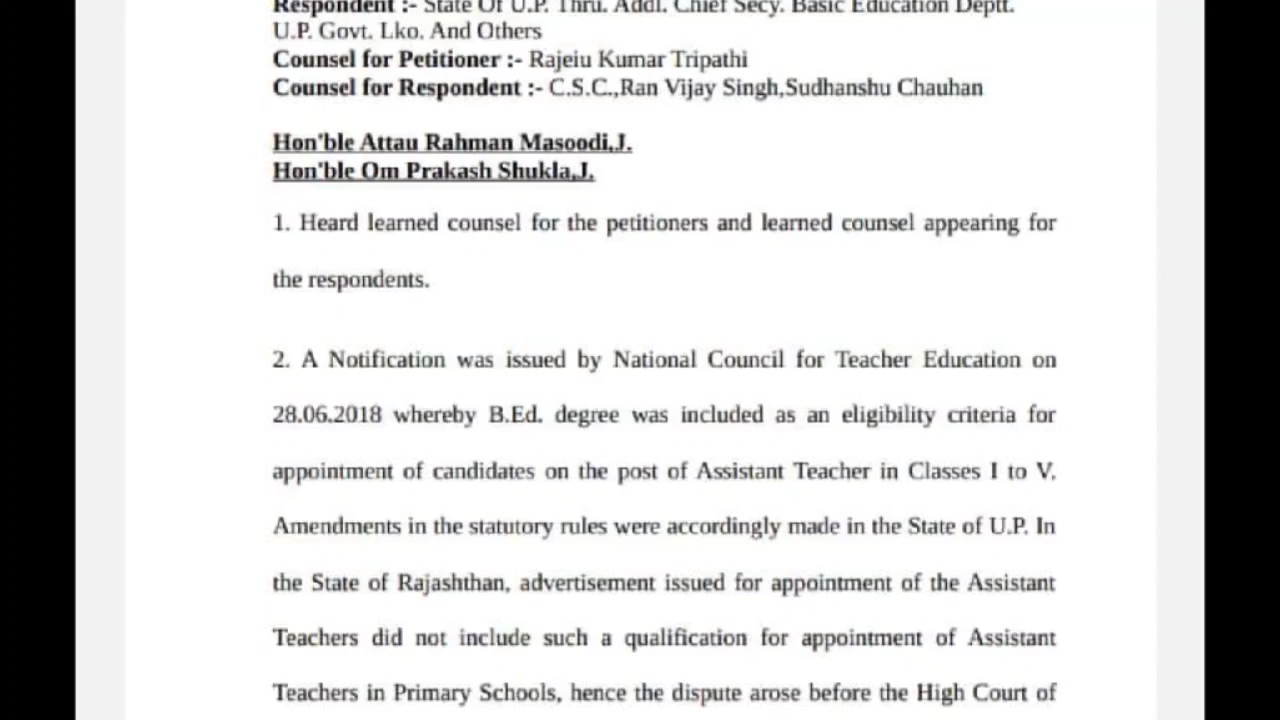 Respondent :- State Of U.P. Thru. Addl. Chief Secy. Basic Education Deptt.
U.P. Govt. Lko. And Others
Counsel for Petitioner :- Rajeiu Kumar Tripathi
Counsel for Respondent :- C.S.C.,Ran Vijay Singh,Sudhanshu Chauhan
Hon'ble Attau Rahman Masoodi,J.
Hon'ble Om Prakash Shukla,J.
1. Heard learned counsel for the petitioners and learned counsel appearing for
the respondents.
2. A Notification was issued by National Council for Teacher Education on
28.06.2018 whereby B.Ed. degree was included as an eligibility criteria for
appointment of candidates on the post of Assistant Teacher in Classes I to V.
Amendments in the statutory rules were accordingly made in the State of U.P. In
the State of Rajashthan, advertisement issued for appointment of the Assistant
Teachers did not include such a qualification for appointment of Assistant
Teachers in Primary Schools, hence the dispute arose before the High Court of